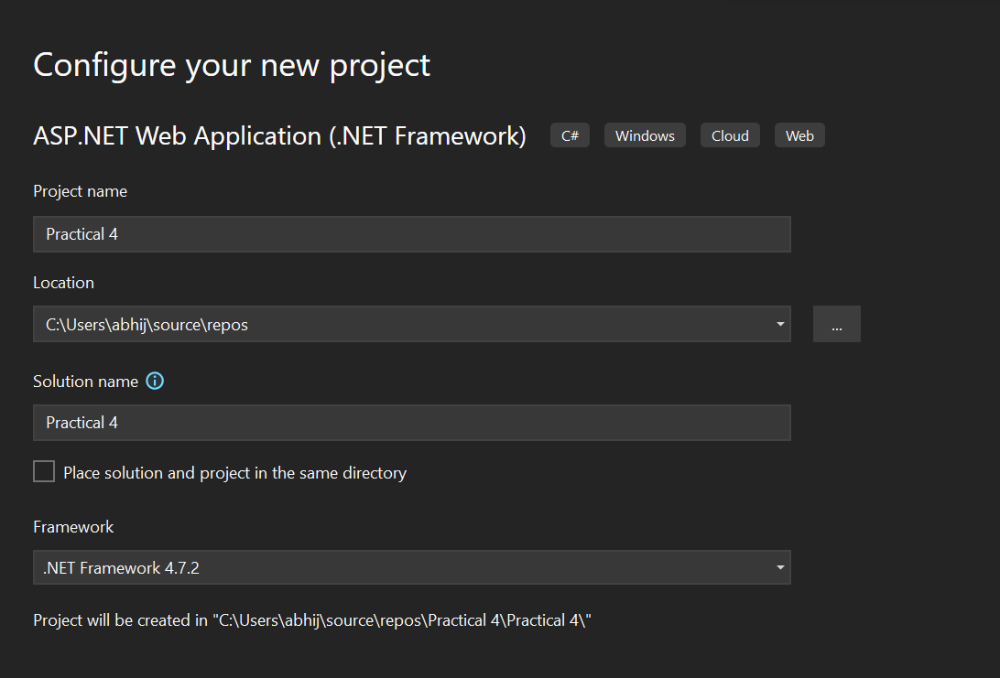 Configure your new project
ASP.NET Web Application (.NET Framework) C# Windows Cloud Web
Project name
Practical 4
Location
C:\Users\abhij\source\repos
...
Solution name
Practical 4
Place solution and project in the same directory
Framework
.NET Framework 4.7.2
Project will be created in "C:\Users\abhij\source\repos\Practical 4\Practical 4\"